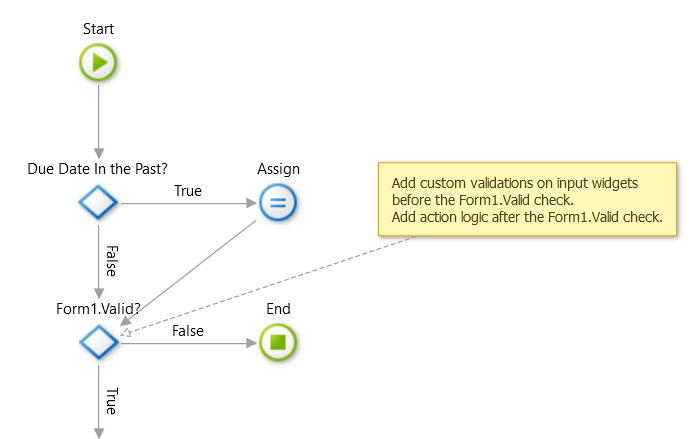 Start
Due Date In the Past?
True
Assign
Add custom validations on input widgets
before the Form1.Valid check.
Add action logic after the Form1.Valid check.
False
Form1.Valid?
False
End
True